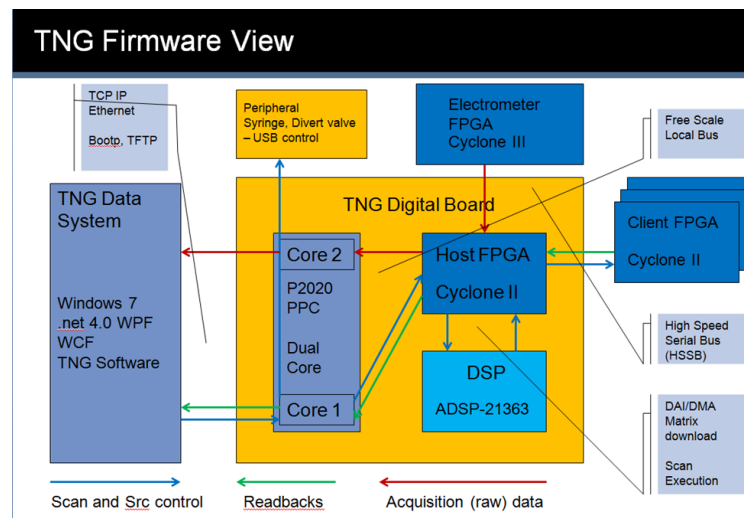 TNG Firmware View
TCP IP
Ethernet
Bootp, TFTP
Peripheral
Syringe, Divert valve
– USB control
Electrometer
FPGA
Cyclone III
Free Scale
Local Bus
TNG Data
System
Windows 7
.net 4.0 WPF
WCF
TNG Software
TNG Digital Board
Core 2
P2020
PPC
Dual
Core
Core 1
Host FPGA
Cyclone II
DSP
ADSP-21363
Client FPGA
Cyclone II
High Speed
Serial Bus
(HSSB)
DAI/DMA
Matrix
download
Scan
Execution
Scan and Src control
Readbacks
Acquisition (raw) data